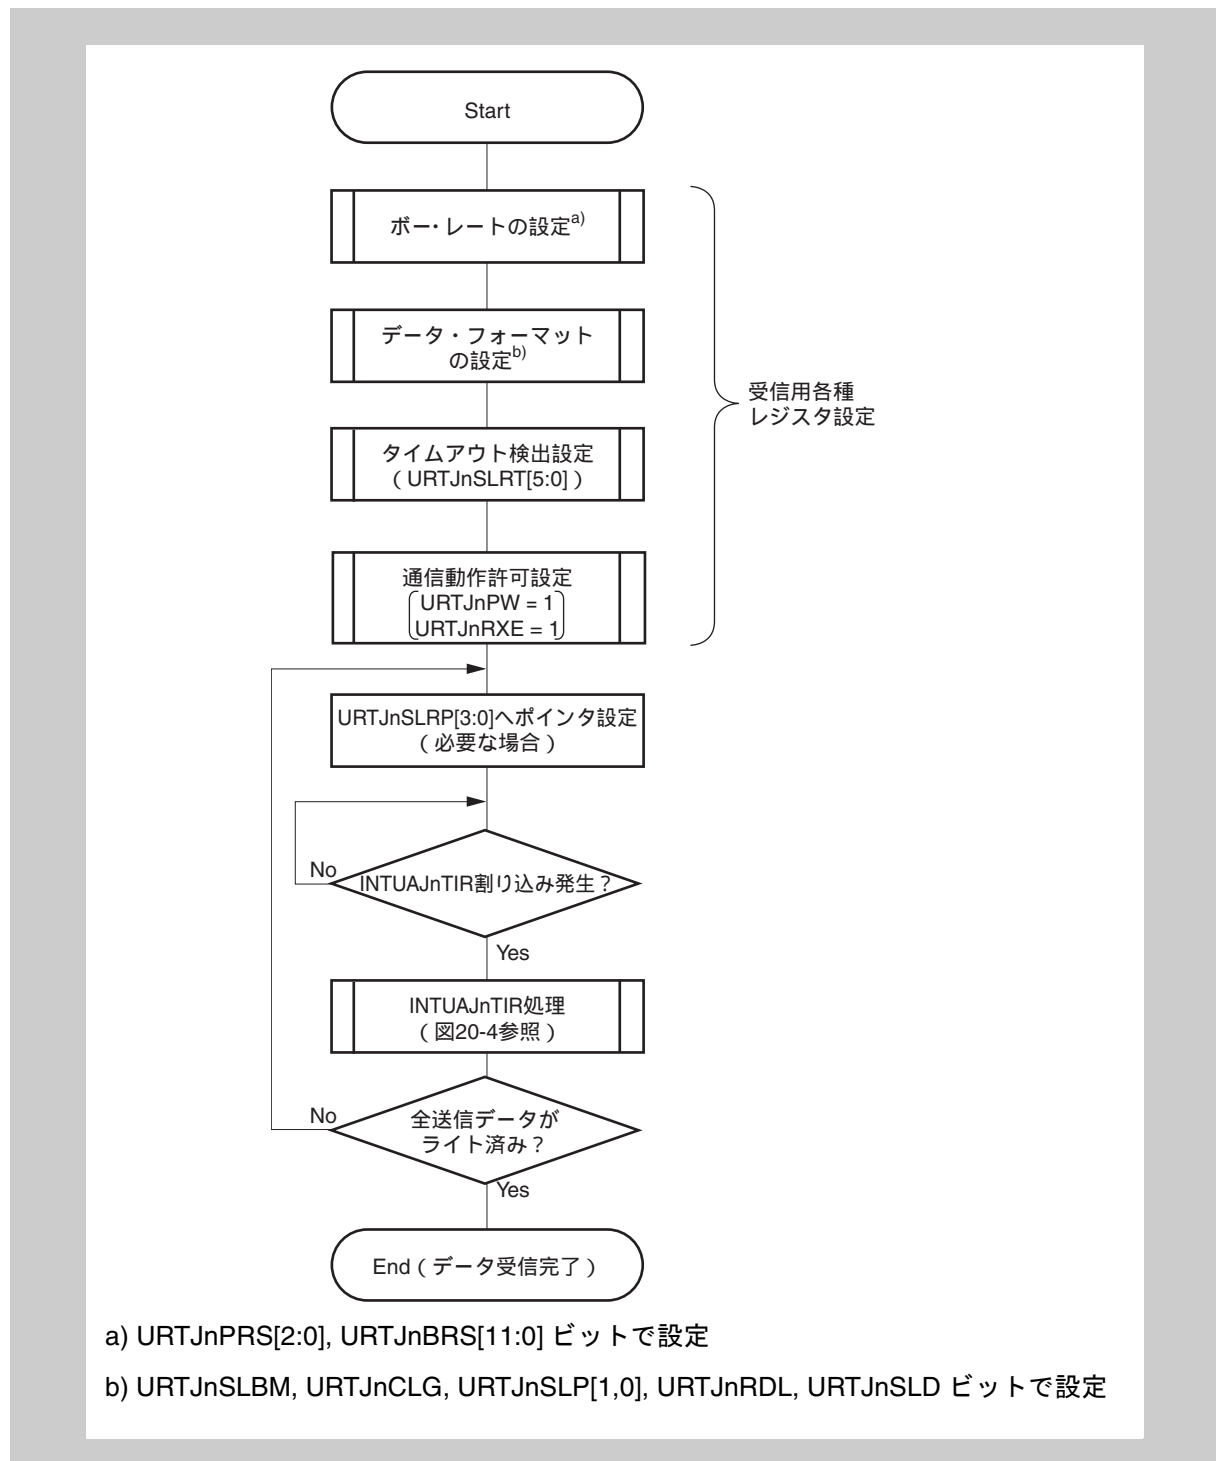 Start
ボー・レートの設定a)
データ・フォーマット
の設定b)
受信用各種
レジスタ設定
タイムアウト検出設定
（URTJnSLRT[5:0]）
通信動作許可設定
URTJnPW = 1
URTJnRXE = 1
URTJnSLRP[3:0]へポインタ設定
（必要な場合）
No
INTUAJnTIR割り込み発生？
Yes
INTUAJnTIR処理
（図20-4参照）
No
全送信データが
ライト済み？
Yes
End（データ受信完了）
a) URTJnPRS[2:0], URTJnBRS[11:0] ビットで設定
b) URTJnSLBM, URTJnCLG, URTJnSLP[1,0], URTJnRDL, URTJnSLD ビットで設定